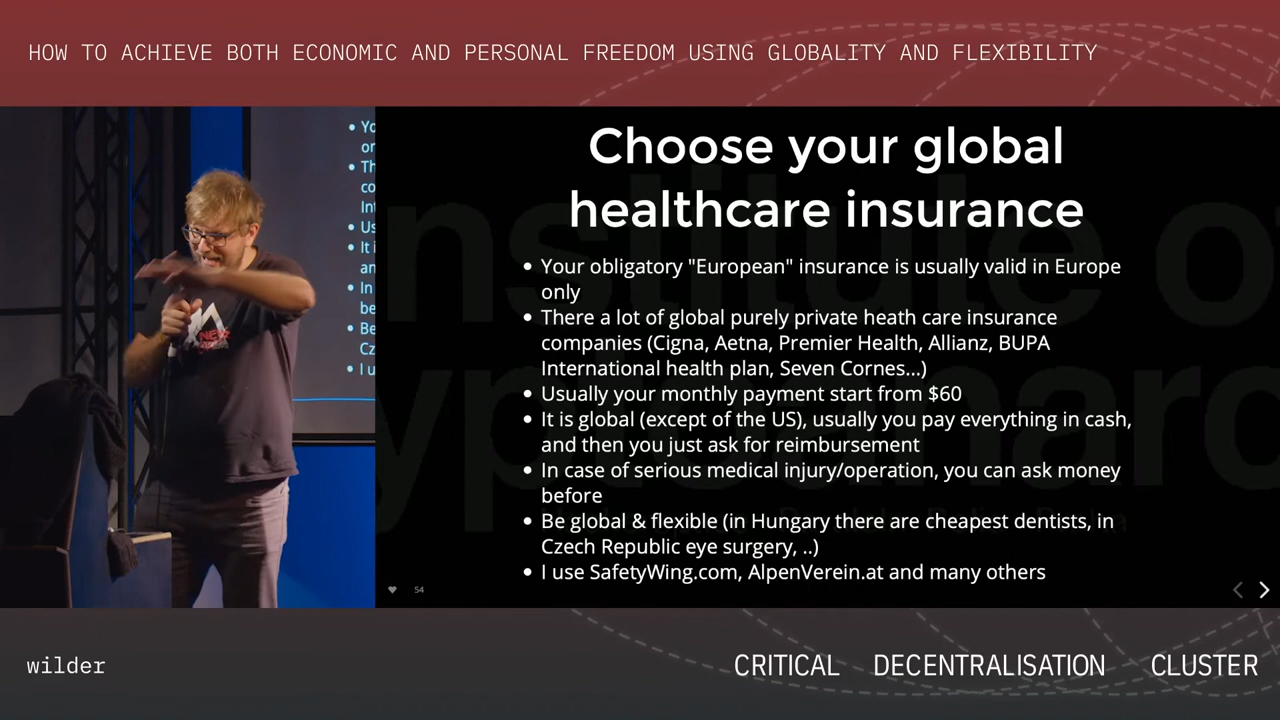 HOW TO ACHIEVE BOTH ECONOMIC AND PERSONAL FREEDOM USING GLOBALITY AND FLEXIBILITY
Choose your global
healthcare insurance
• Your obligatory "European" insurance is usually valid in Europe
only
• There a lot of global purely private heath care insurance
companies (Cigna, Aetna, Premier Health, Allianz, BUPA
International health plan, Seven Cornes...)
• Usually your monthly payment start from $60
• It is global (except of the US), usually you pay everything in cash,
and then you just ask for reimbursement
• In case of serious medical injury/operation, you can ask money
before
• Be global & flexible (in Hungary there are cheapest dentists, in
Czech Republic eye surgery, ..)
• I use SafetyWing.com, AlpenVerein.at and many others
54
wilder
CRITICAL DECENTRALISATION CLUSTER